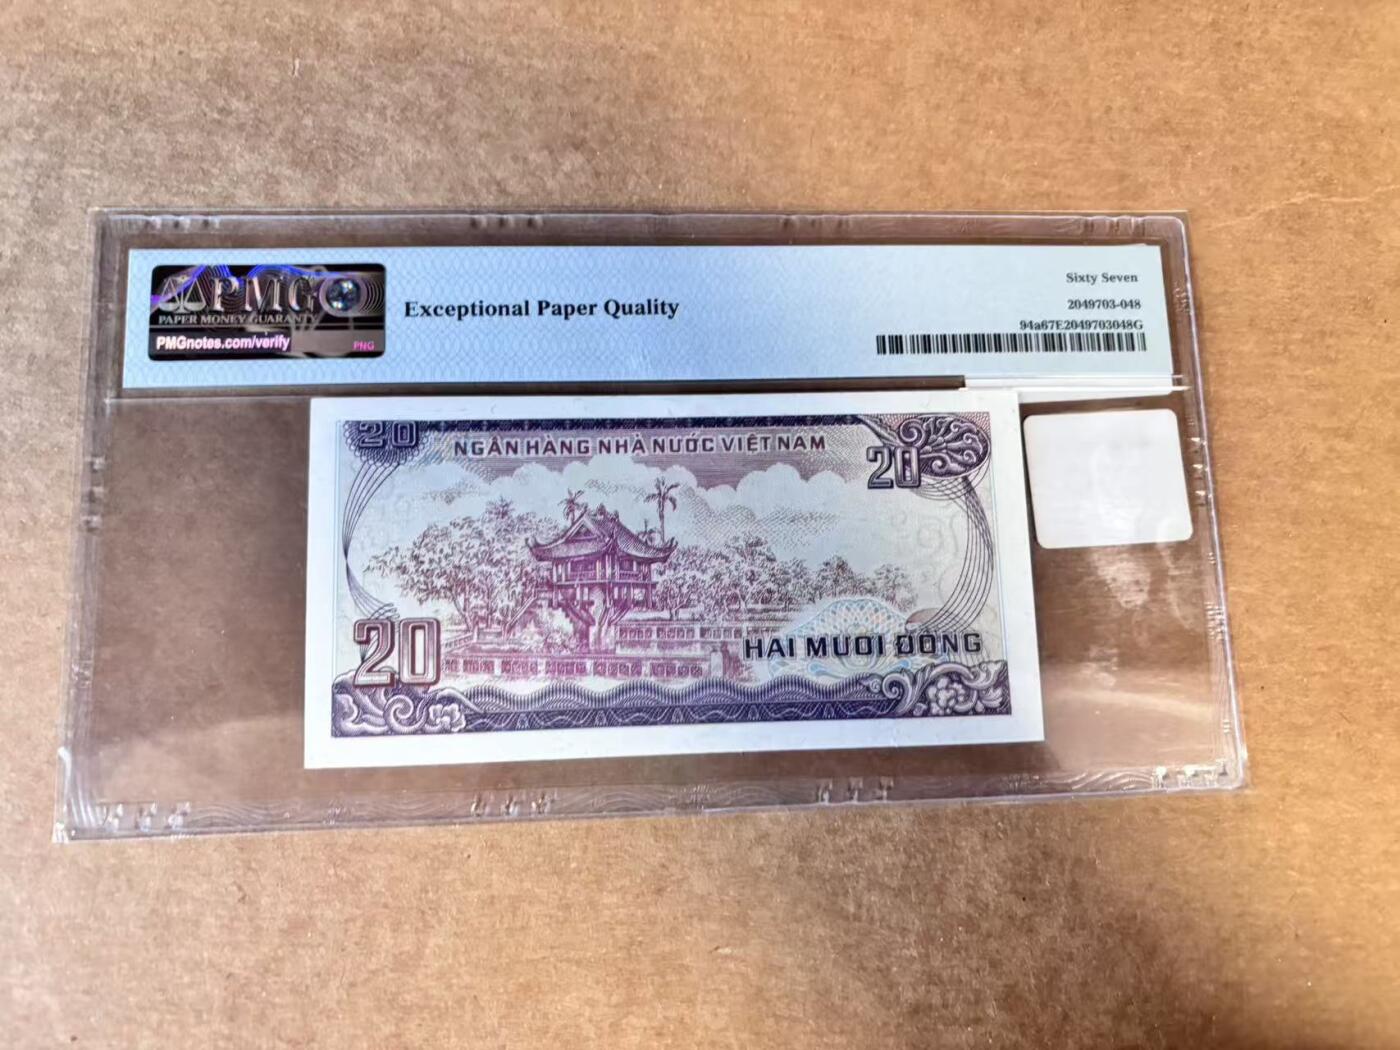 PMG
PAPER MONEY GUARANTY
PMGnotes.com/verify
PNG
Exceptional Paper Quality
Sixty Seven
2049703-048
94a67E2049703048G
20
NGÂN HÀNG NHÀ NƯỚC VIỆT NAM
20
20
HAI MƯƠI ĐỒNG